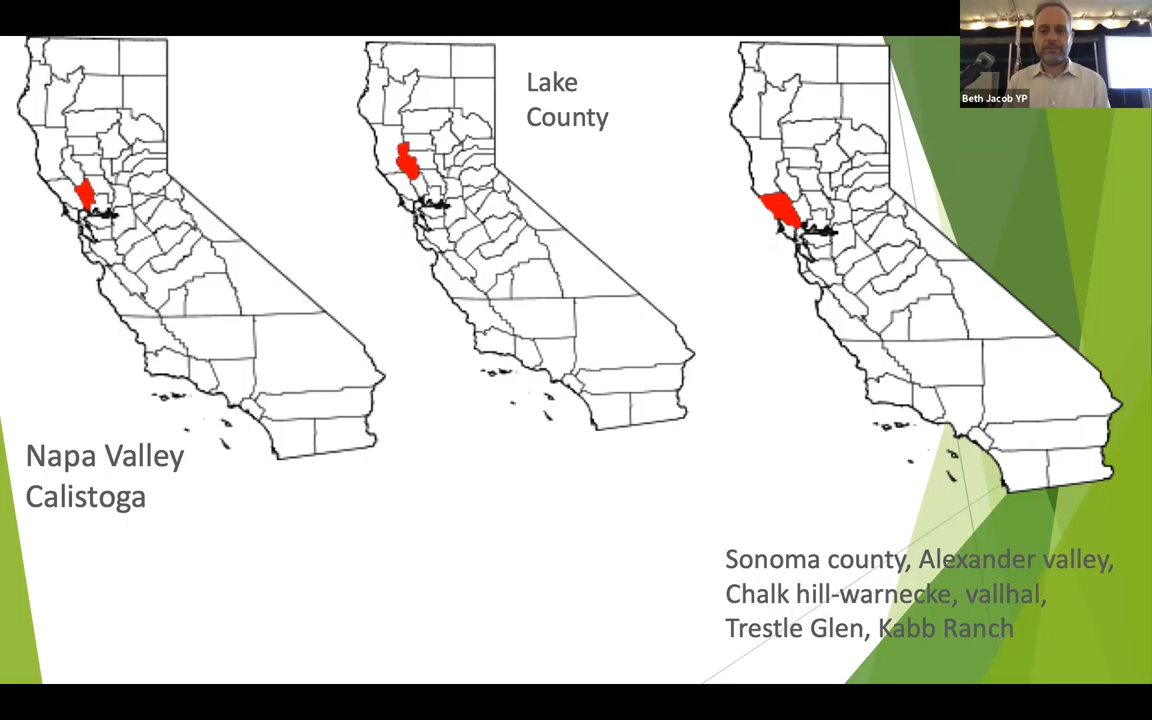 Lake
County
Beth Jacob YP
Napa Valley
Calistoga
Sonoma county, Alexander valley,
Chalk hill-warnecke, vallhal,
Trestle Glen, Kabb Ranch